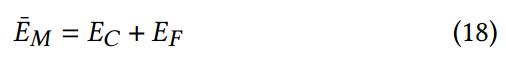 Ē_M = E_C + E_F (18)